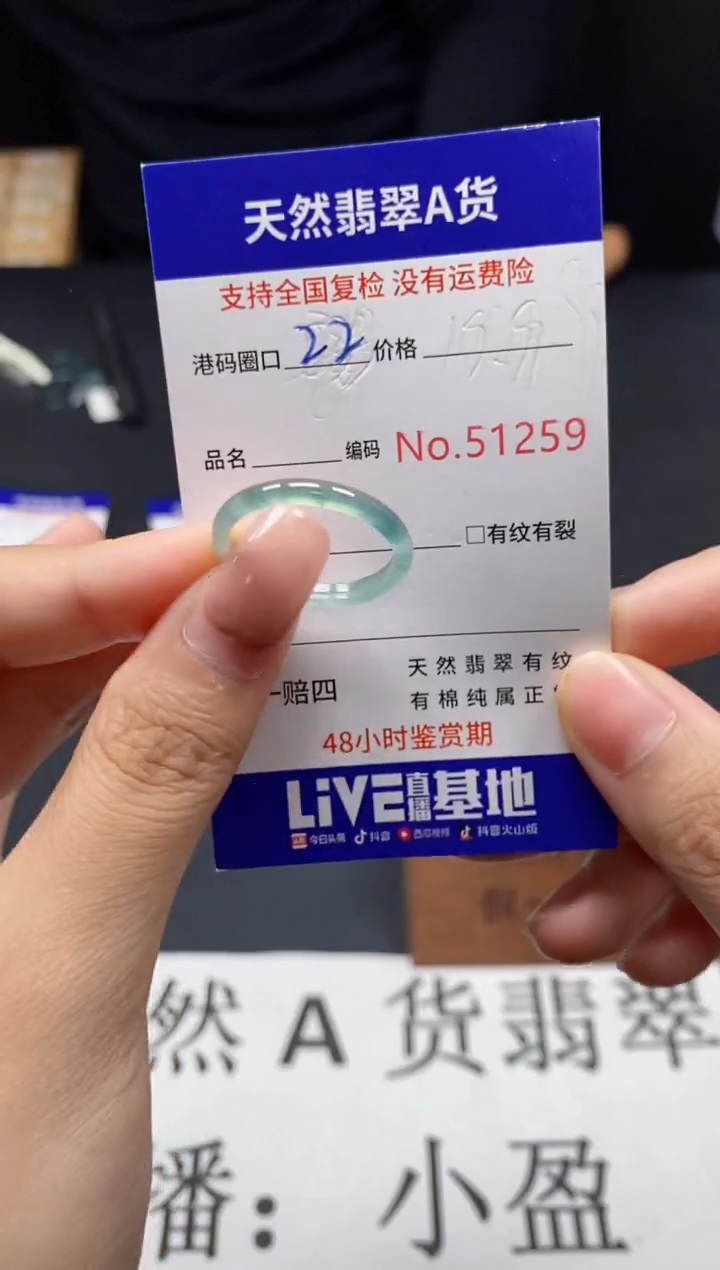 天然翡翠A货
支持全国复检 没有运费险
港码圈口 22 价格
品名 编码 No.51259
□有纹有裂
一赔四
天然翡翠有纹
有棉纯属正
48小时鉴赏期
LiVE直播基地
今日头条 抖音 西瓜视频 抖音火山版
然 A 货翡翠
播：小盈